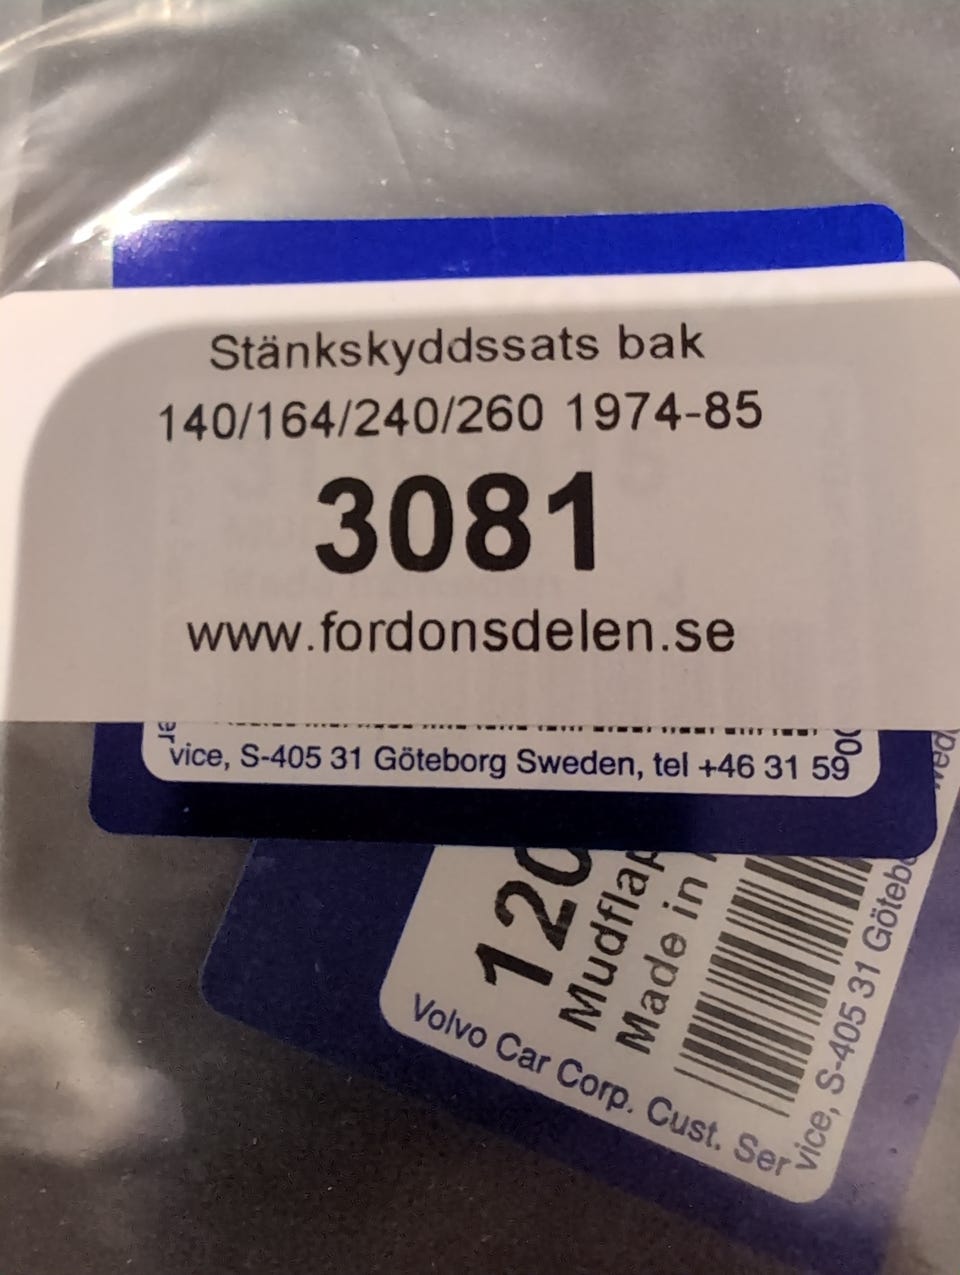 Stänkskyddssats bak
140/164/240/260 1974-85
3081
www.fordonsdelen.se
vice, S-405 31 Göteborg Sweden, tel +46 31 59
120
Mudflap
Made in
Volvo Car Corp. Cust. Ser
vice, S-405 31 Göteb